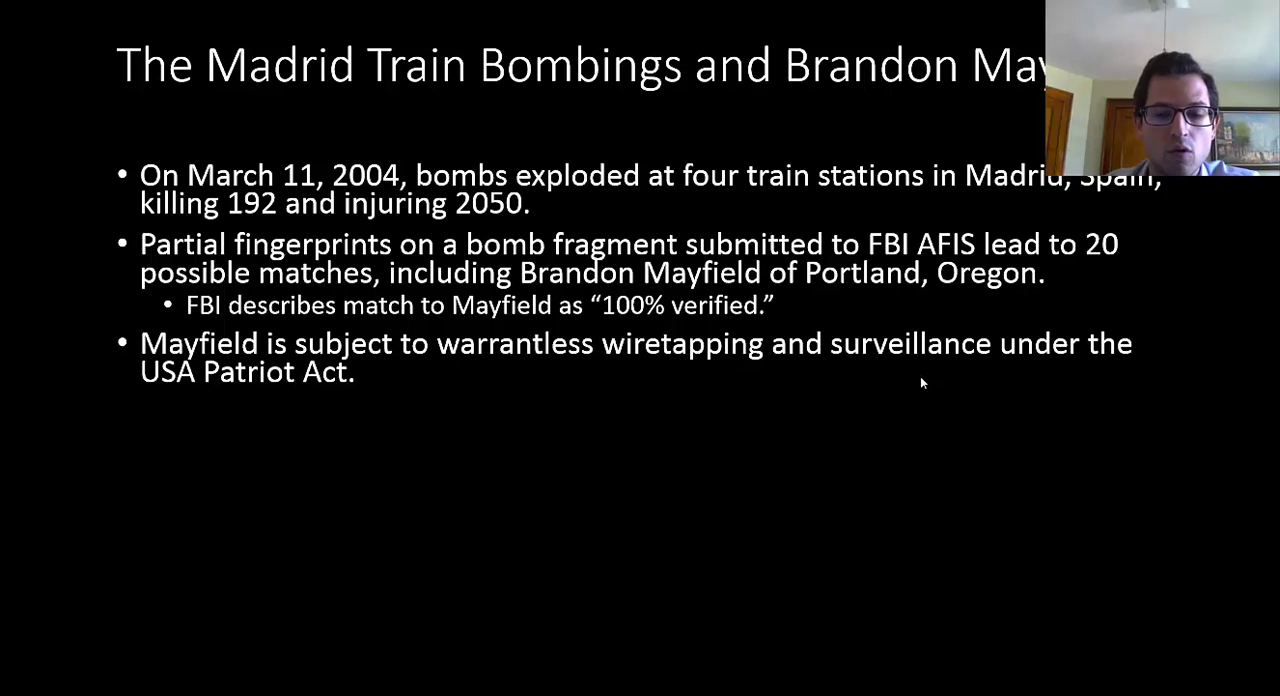 The Madrid Train Bombings and Brandon
• On March 11, 2004, bombs exploded at four train stations in Madrid, Spain,
killing 192 and injuring 2050.
• Partial fingerprints on a bomb fragment submitted to FBI AFIS lead to 20
possible matches, including Brandon Mayfield of Portland, Oregon.
• FBI describes match to Mayfield as “100% verified.”
• Mayfield is subject to warrantless wiretapping and surveillance under the
USA Patriot Act.